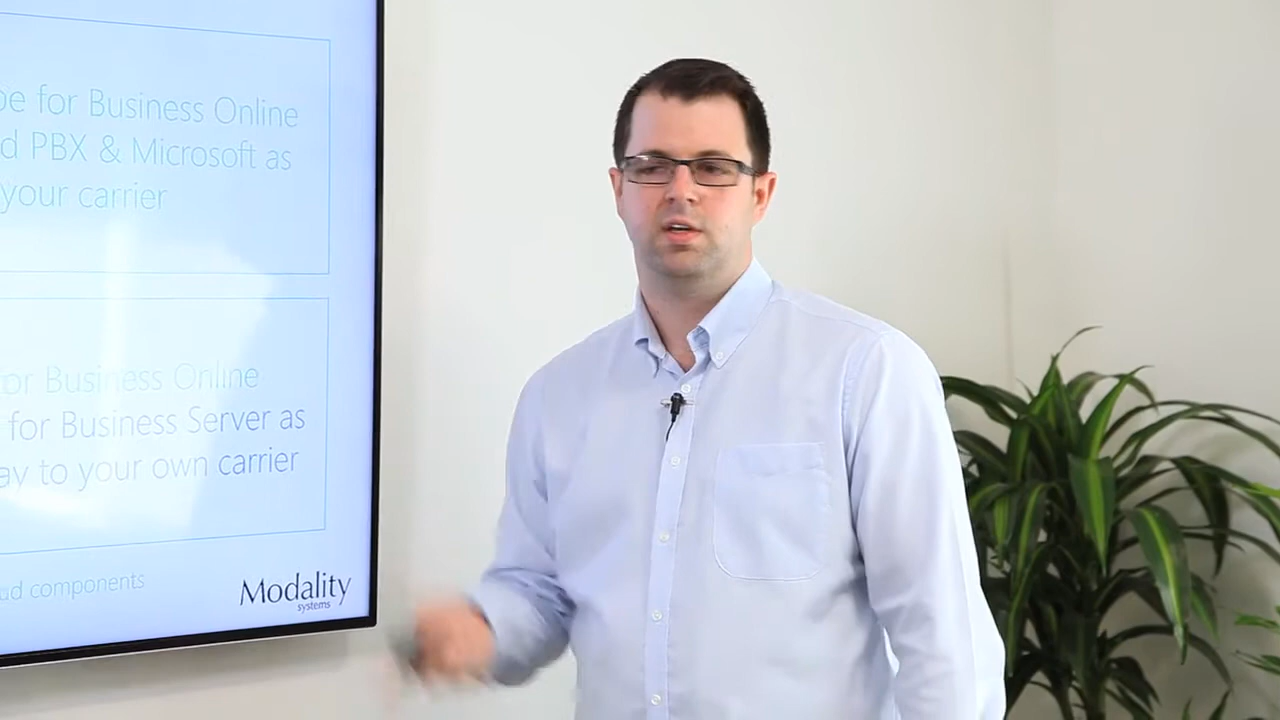 pe for Business Online
d PBX & Microsoft as
your carrier
or Business Online
for Business Server as
ay to your own carrier
ud components
Modality
systems